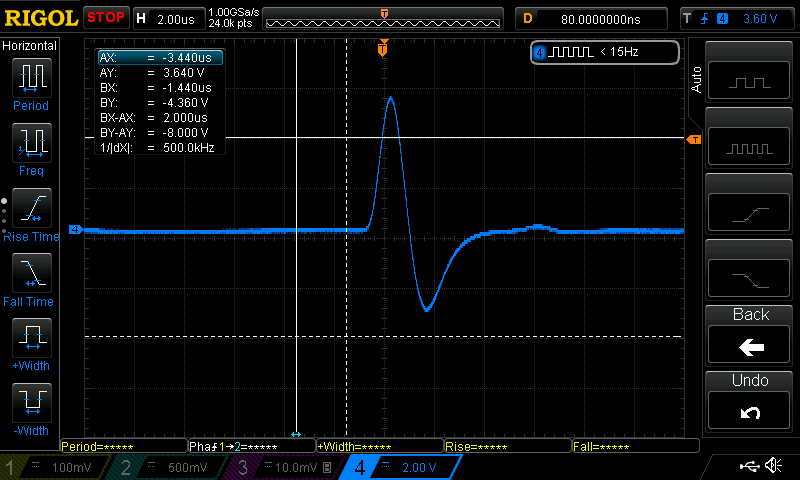 RIGOL STOP H 2.00us 1.00GSa/s 24.0k pts T D 80.0000000ns T 4 3.60 V
Horizontal
Period
Freq
Rise Time
Fall Time
+Width
-Width
AX: = -3.440us
AY: = 3.640 V
BX: = -1.440us
BY: = -4.360 V
BX-AX: = 2.000us
BY-AY: = -8.000 V
1/|dX|: = 500.0kHz
T
4 < 15Hz
T
4
Auto
Back
Undo
Period=***** Pha 1→2=***** +Width=***** Rise=***** Fall=*****
1 100mV 2 500mV 3 10.0mV B 4 2.00 V